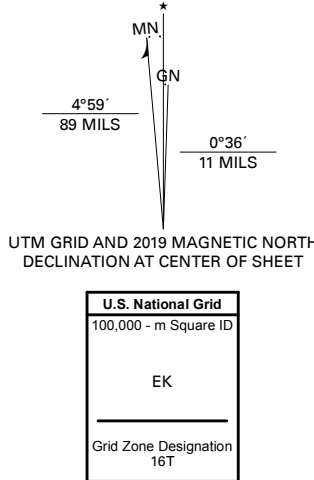 MN
GN
4°59´
89 MILS
0°36´
11 MILS
UTM GRID AND 2019 MAGNETIC NORTH
DECLINATION AT CENTER OF SHEET
U.S. National Grid
100,000 - m Square ID
EK
Grid Zone Designation
16T